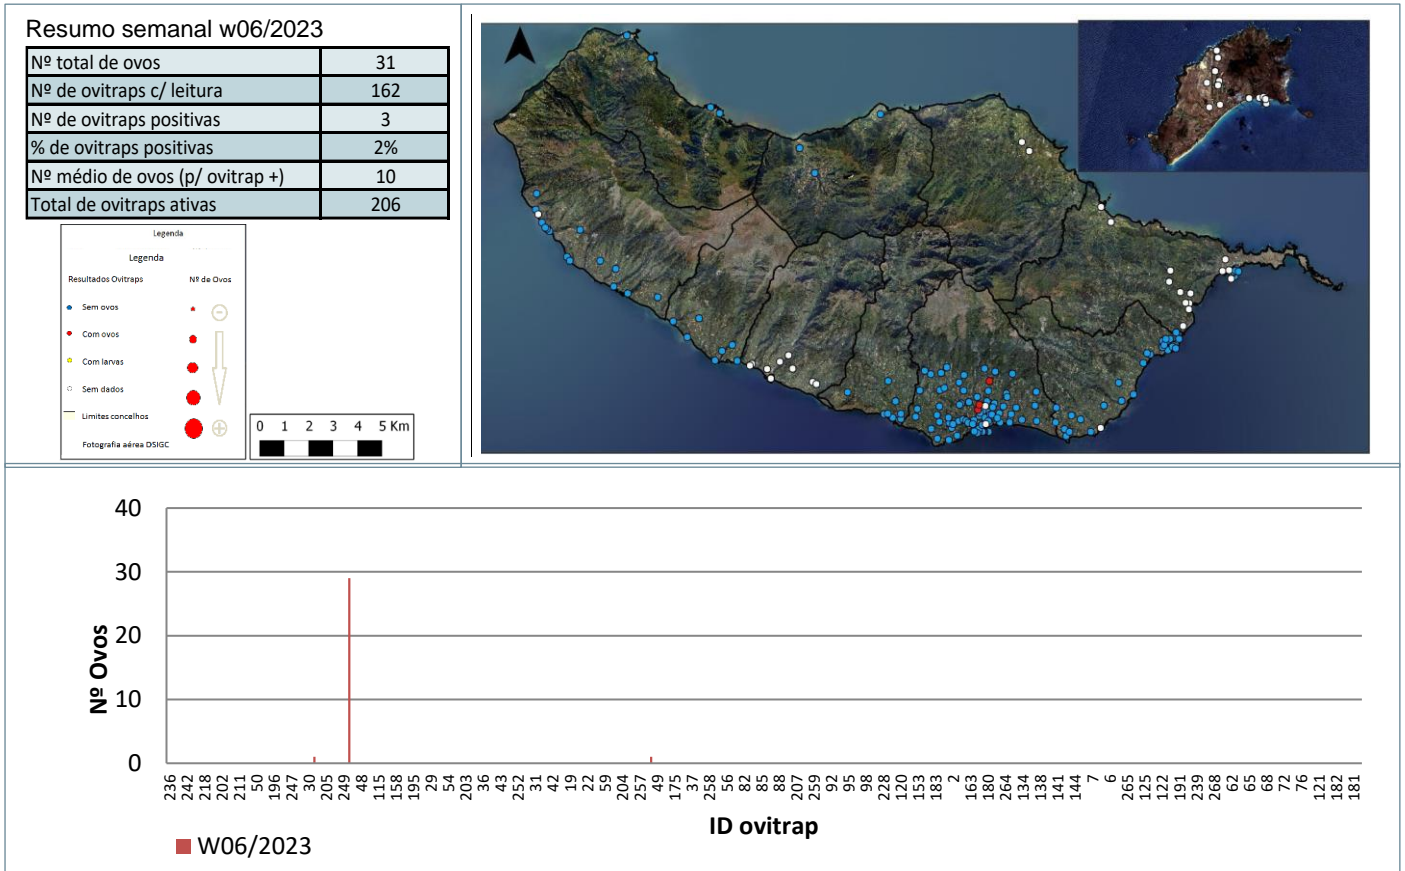 Resumo semanal w06/2023
Nº total de ovos 31
Nº de ovitraps c/ leitura 162
Nº de ovitraps positivas 3
% de ovitraps positivas 2%
Nº médio de ovos (p/ ovitrap +) 10
Total de ovitraps ativas 206
Legenda
Legenda
Resultados Ovitraps Nº de Ovos
Sem ovos
Com ovos
Com larvas
Sem dados
Limites concelhos
Fotografia aérea DSIGC
0 1 2 3 4 5 Km
40
30
20
10
0
Nº Ovos
236 242 218 202 211 50 196 247 30 205 249 48 115 158 195 29 54 203 36 43 252 31 42 19 22 59 204 257 49 175 37 258 56 82 85 88 207 259 92 95 98 228 120 153 183 2 163 180 264 134 138 141 144 7 6 265 125 122 191 239 268 62 65 68 72 76 121 182 181
ID ovitrap
W06/2023